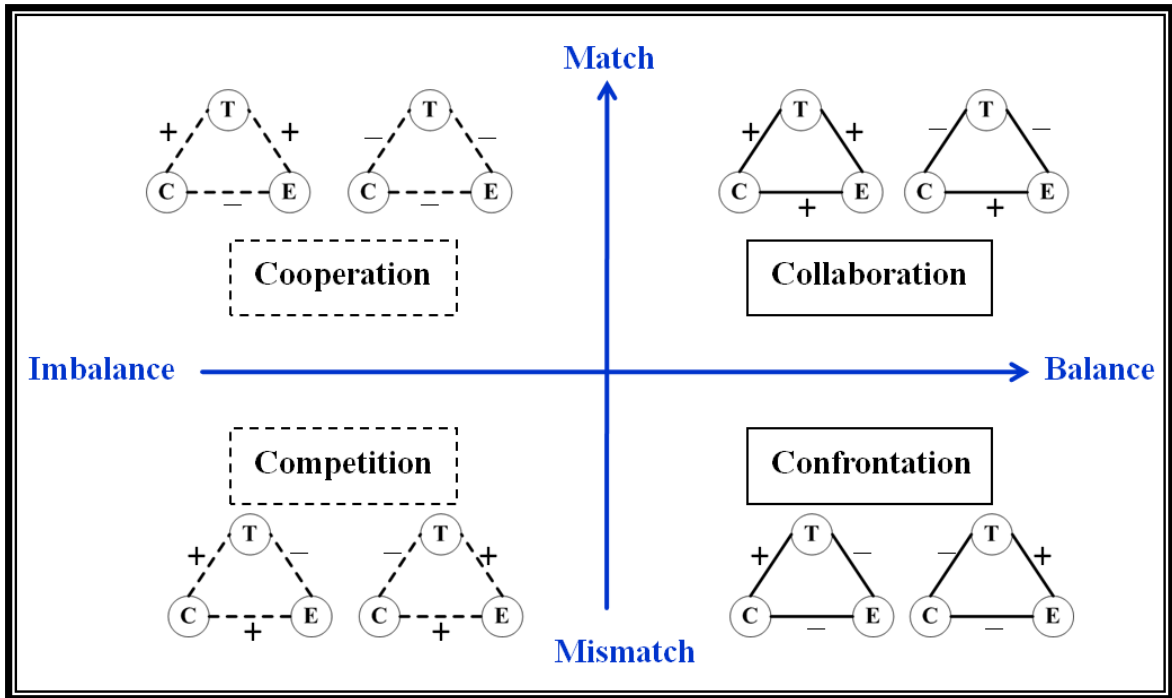 Match
T
T
T
T
+
+
–
–
+
+
–
–
C
E
C
E
C
E
C
E
–
–
+
+
Cooperation
Collaboration
Imbalance
Balance
Competition
Confrontation
T
T
T
T
+
–
–
+
+
–
–
+
C
E
C
E
C
E
C
E
+
+
–
–
Mismatch